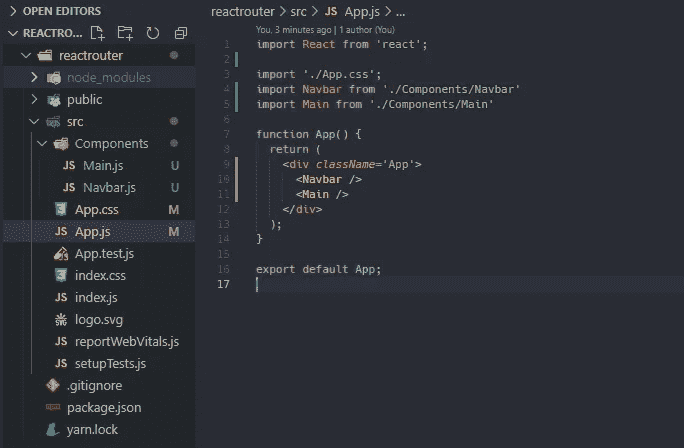 OPEN EDITORS
REACTRO...
reactrouter
node_modules
public
src
Components
JS Main.js U
JS Navbar.js U
App.css M
JS App.js M
App.test.js
index.css
JS index.js
logo.svg
JS reportWebVitals.js
JS setupTests.js
.gitignore
package.json
yarn.lock
reactrouter > src > JS App.js > ...
You, 3 minutes ago | 1 author (You)
1 import React from 'react';
2
3 import './App.css';
4 import Navbar from './Components/Navbar'
5 import Main from './Components/Main'
6
7 function App() {
8 return (
9 <div className='App'>
10 <Navbar />
11 <Main />
12 </div>
13 );
14 }
15
16 export default App;
17